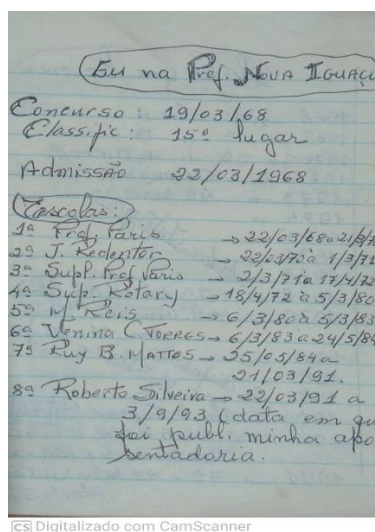 Eu na Pref. Nova Iguaçu
Concurso: 19/03/68
Classific: 15º lugar
Admissão 22/03/1968
Escolas:
1ª Prof. Paris → 22/03/68 a 21/3/7
2ª J. Redentor → 22/03/70 a 1/3/71
3ª Supl. Prof Paris → 2/3/71 a 17/4/72
4ª Sup. Rotary → 18/4/72 a 5/3/80
5ª M. Reis → 6/3/80 a 5/3/83
6ª Venina C. Torres → 6/3/83 a 24/5/84
7ª Ruy B. Mattos → 25/05/84 a
21/03/91.
8ª Roberto Silveira → 22/03/91 a
3/9/93 (data em qu
foi publ. minha apo
sentadoria.
CS Digitalizado com CamScanner